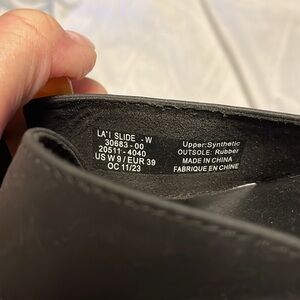 LA'I SLIDE - W
30663-00
20511-4040
US W 9 / EUR 39
OC 11/23
Upper: Synthetic
OUTSOLE: Rubber
MADE IN CHINA
FABRIQUE EN CHINE